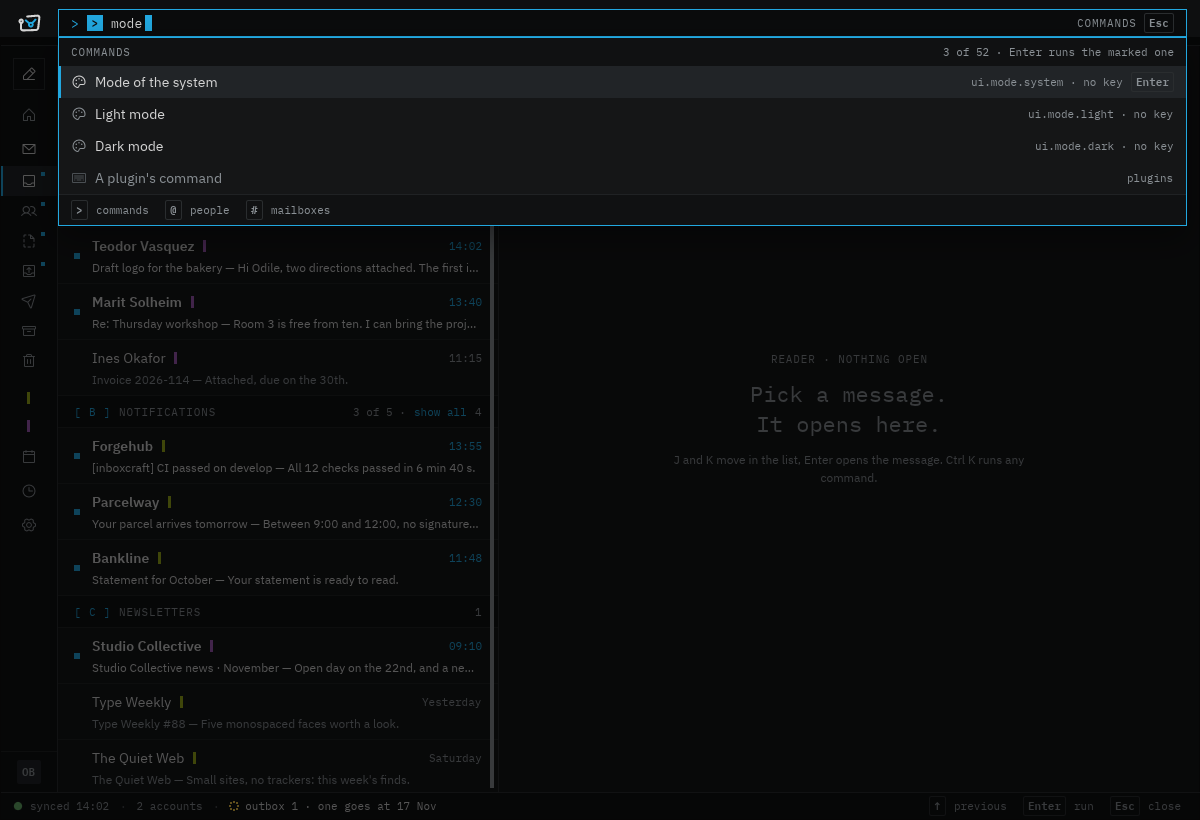 > > mode COMMANDS Esc
COMMANDS 3 of 52 · Enter runs the marked one
Mode of the system ui.mode.system · no key Enter
Light mode ui.mode.light · no key
Dark mode ui.mode.dark · no key
A plugin's command plugins
> commands @ people # mailboxes
Teodor Vasquez 14:02
Draft logo for the bakery — Hi Odile, two directions attached. The first i…
Marit Solheim 13:40
Re: Thursday workshop — Room 3 is free from ten. I can bring the proj…
Ines Okafor 11:15
Invoice 2026-114 — Attached, due on the 30th.
[ B ] NOTIFICATIONS 3 of 5 · show all 4
Forgehub 13:55
[inboxcraft] CI passed on develop — All 12 checks passed in 6 min 40 s.
Parcelway 12:30
Your parcel arrives tomorrow — Between 9:00 and 12:00, no signature…
Bankline 11:48
Statement for October — Your statement is ready to read.
[ C ] NEWSLETTERS 1
Studio Collective 09:10
Studio Collective news · November — Open day on the 22nd, and a ne…
Type Weekly Yesterday
Type Weekly #88 — Five monospaced faces worth a look.
The Quiet Web Saturday
The Quiet Web — Small sites, no trackers: this week's finds.
READER · NOTHING OPEN
Pick a message.
It opens here.
J and K move in the list, Enter opens the message. Ctrl K runs any
command.
OB
synced 14:02 · 2 accounts · outbox 1 · one goes at 17 Nov ↑ previous Enter run Esc close